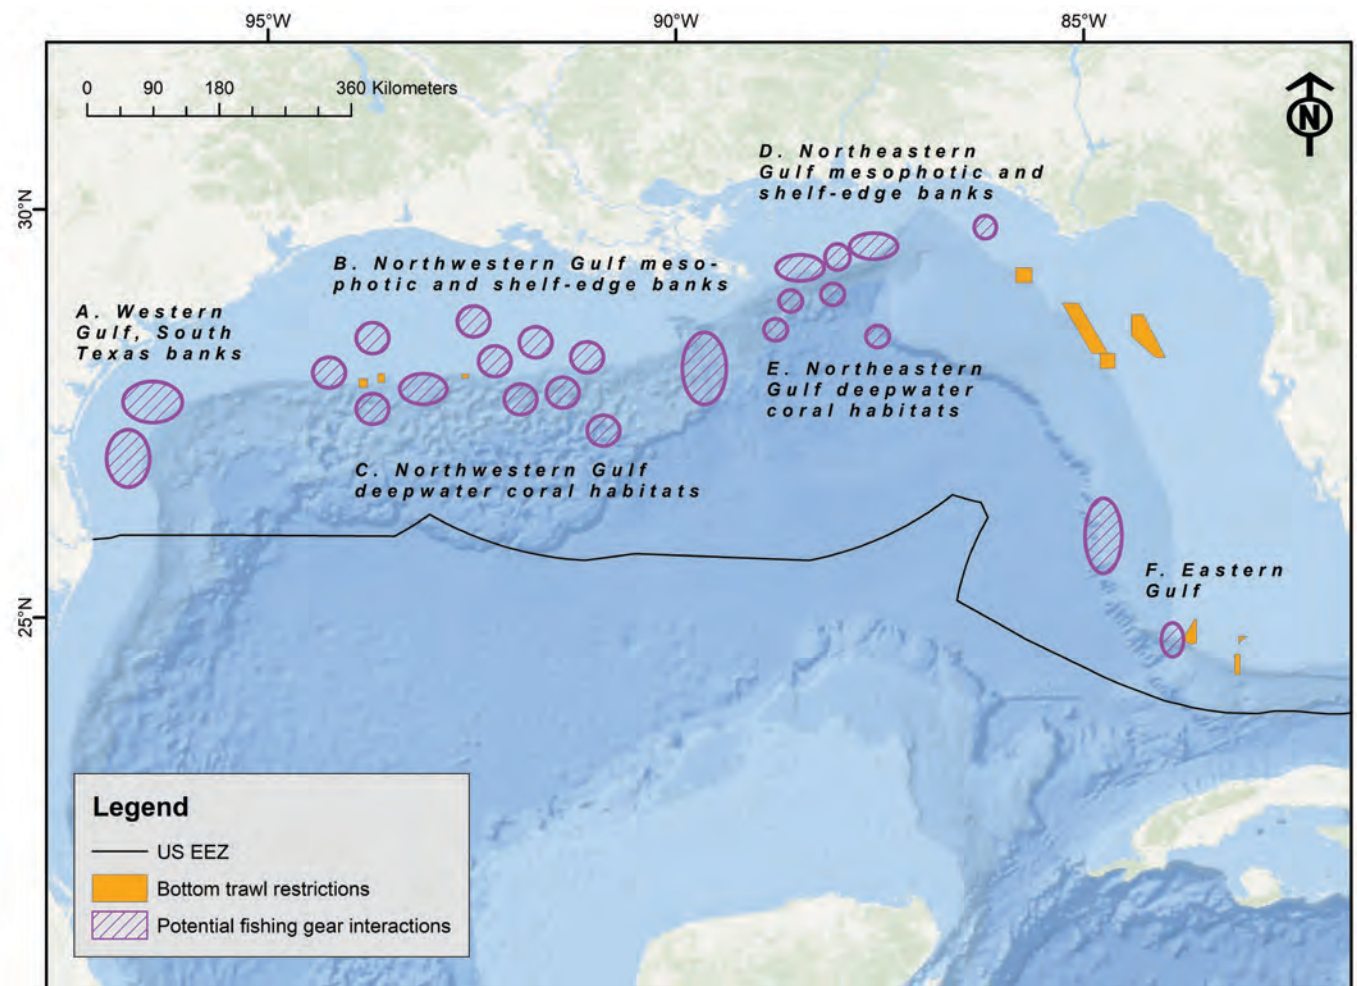 95°W
90°W
85°W
0 90 180 360 Kilometers
N
D. Northeastern
Gulf mesophotic and
shelf-edge banks
30°N
B. Northwestern Gulf meso-
photic and shelf-edge banks
A. Western
Gulf, South
Texas banks
E. Northeastern
Gulf deepwater
coral habitats
C. Northwestern Gulf
deepwater coral habitats
F. Eastern
Gulf
25°N
Legend
US EEZ
Bottom trawl restrictions
Potential fishing gear interactions